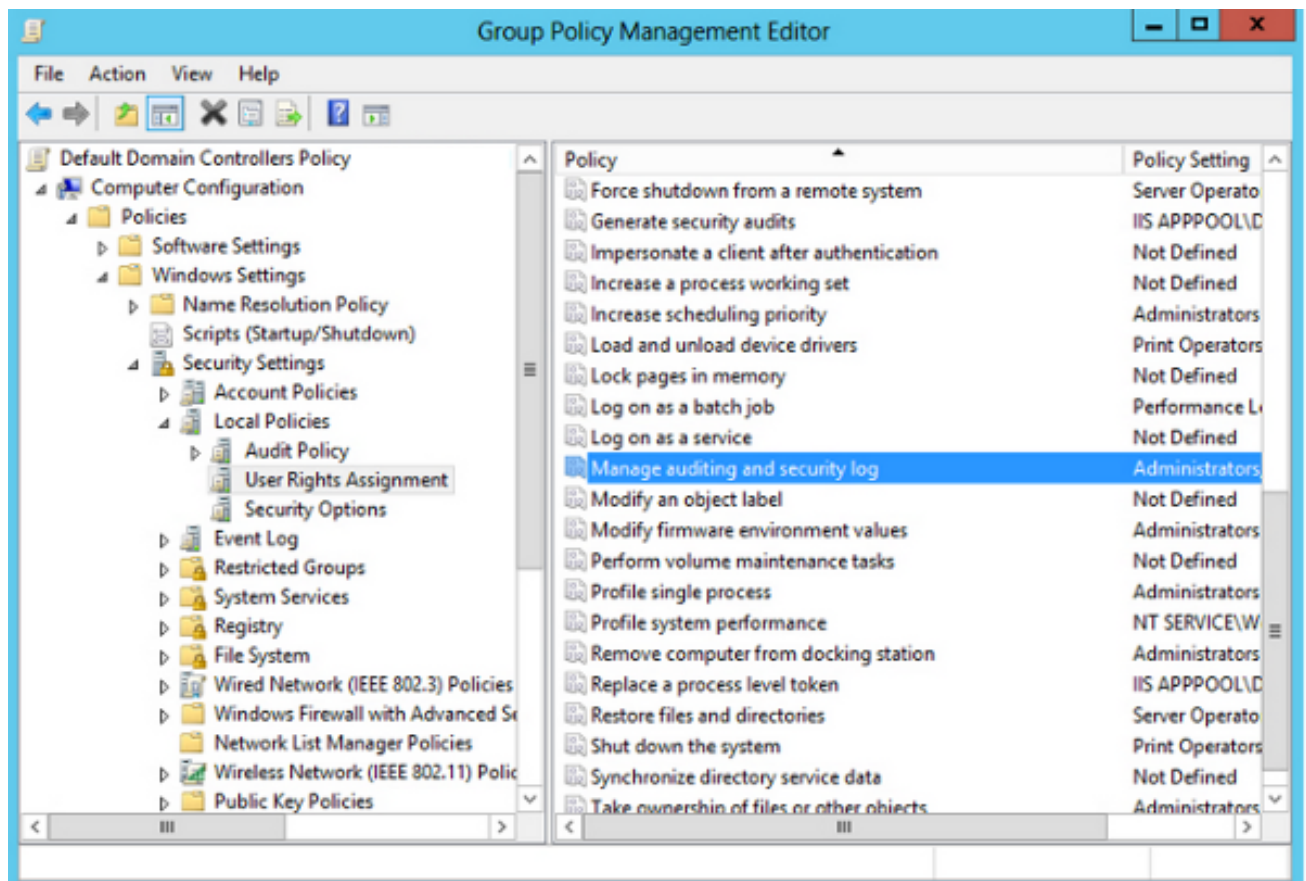 Group Policy Management Editor
File Action View Help
Default Domain Controllers Policy
Computer Configuration
Policies
Software Settings
Windows Settings
Name Resolution Policy
Scripts (Startup/Shutdown)
Security Settings
Account Policies
Local Policies
Audit Policy
User Rights Assignment
Security Options
Event Log
Restricted Groups
System Services
Registry
File System
Wired Network (IEEE 802.3) Policies
Windows Firewall with Advanced Se
Network List Manager Policies
Wireless Network (IEEE 802.11) Polic
Public Key Policies
Policy Policy Setting
Force shutdown from a remote system Server Operato
Generate security audits IIS APPPOOL\D
Impersonate a client after authentication Not Defined
Increase a process working set Not Defined
Increase scheduling priority Administrators
Load and unload device drivers Print Operators
Lock pages in memory Not Defined
Log on as a batch job Performance L
Log on as a service Not Defined
Manage auditing and security log Administrators,
Modify an object label Not Defined
Modify firmware environment values Administrators
Perform volume maintenance tasks Not Defined
Profile single process Administrators
Profile system performance NT SERVICE\W
Remove computer from docking station Administrators
Replace a process level token IIS APPPOOL\D
Restore files and directories Server Operato
Shut down the system Print Operators
Synchronize directory service data Not Defined
Take ownership of files or other objects Administrators